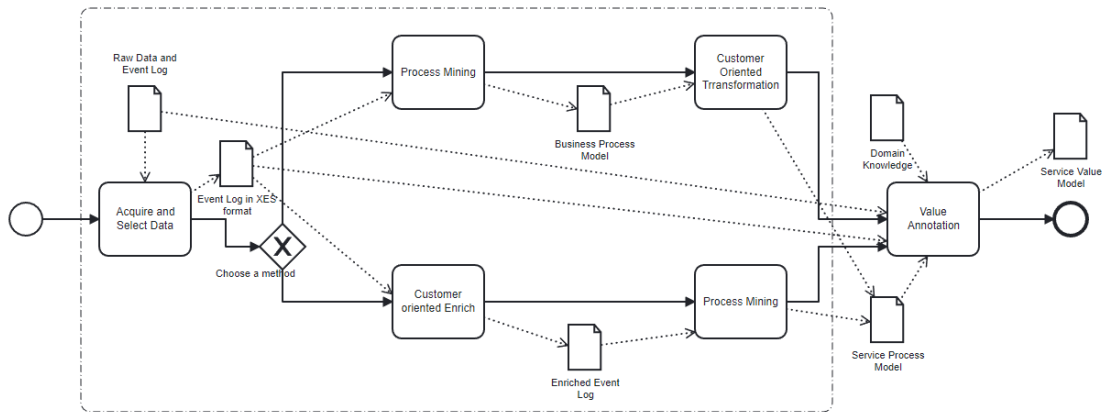 Raw Data and
Event Log
Process Mining
Customer
Oriented
Trransformation
Business Process
Model
Domain
Knowledge
Service Value
Model
Event Log in XES
format
Acquire and
Select Data
Value
Annotation
X
Choose a method
Customer
oriented Enrich
Process Mining
Service Process
Model
Enriched Event
Log